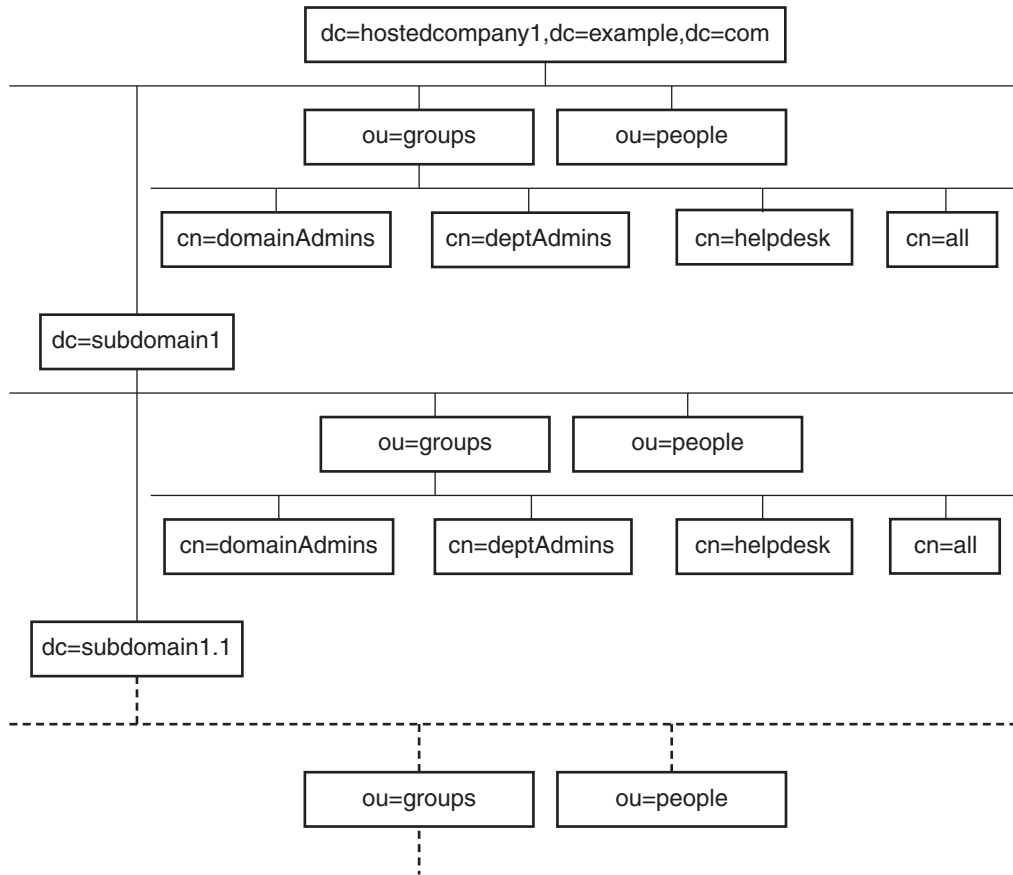 dc=hostedcompany1,dc=example,dc=com
ou=groups
ou=people
cn=domainAdmins
cn=deptAdmins
cn=helpdesk
cn=all
dc=subdomain1
ou=groups
ou=people
cn=domainAdmins
cn=deptAdmins
cn=helpdesk
cn=all
dc=subdomain1.1
ou=groups
ou=people